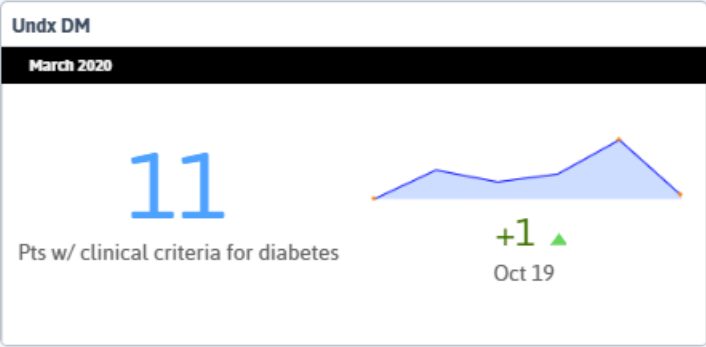 Undx DM
March 2020
11
Pts w/ clinical criteria for diabetes
+1
Oct 19